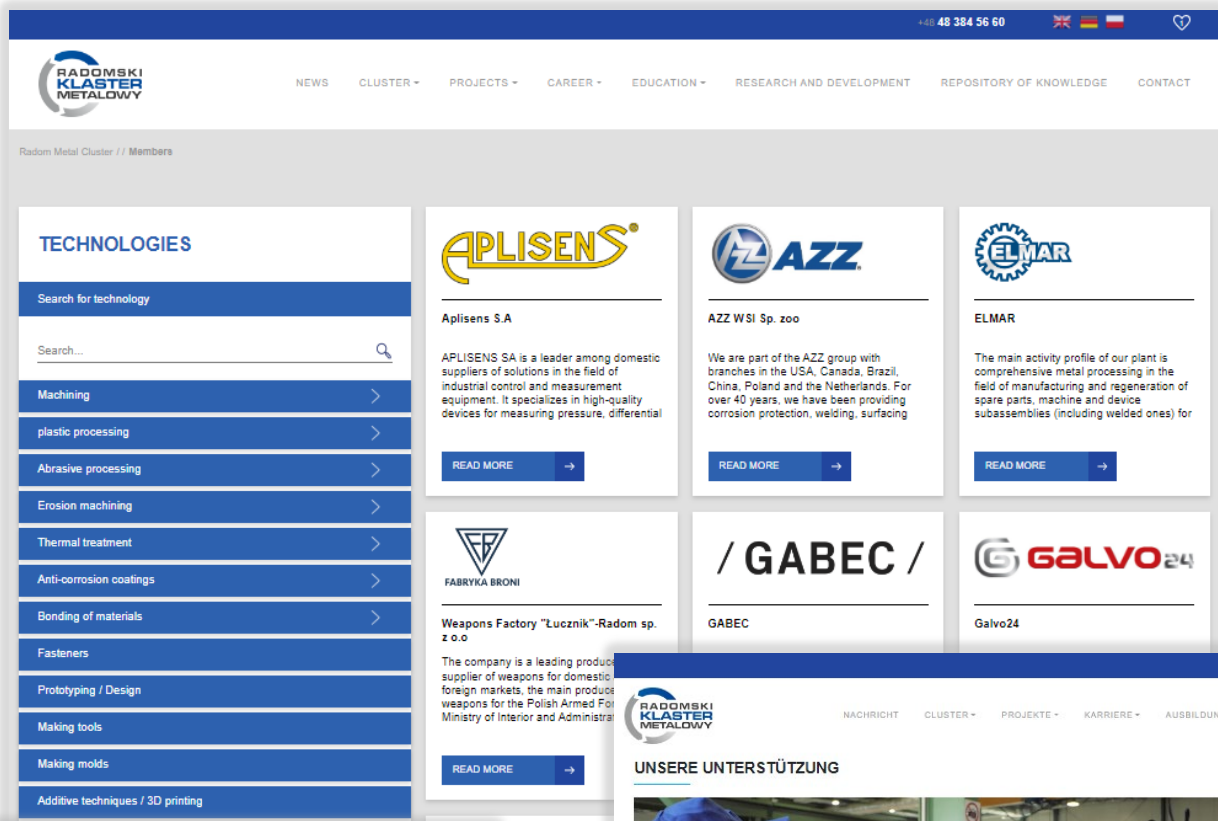 +48 48 384 56 60
1
RADOMSKI
KLASTER
METALOWY
NEWS CLUSTER PROJECTS CAREER EDUCATION RESEARCH AND DEVELOPMENT REPOSITORY OF KNOWLEDGE CONTACT
Radom Metal Cluster // Members
TECHNOLOGIES
Search for technology
Search...
Machining
plastic processing
Abrasive processing
Erosion machining
Thermal treatment
Anti-corrosion coatings
Bonding of materials
Fasteners
Prototyping / Design
Making tools
Making molds
Additive techniques / 3D printing
APLISENS®
Aplisens S.A
APLISENS SA is a leader among domestic
suppliers of solutions in the field of
industrial control and measurement
equipment. It specializes in high-quality
devices for measuring pressure, differential
READ MORE
AZZ
AZZ WSI Sp. zoo
We are part of the AZZ group with
branches in the USA, Canada, Brazil,
China, Poland and the Netherlands. For
over 40 years, we have been providing
corrosion protection, welding, surfacing
READ MORE
ELMAR
ELMAR
The main activity profile of our plant is
comprehensive metal processing in the
field of manufacturing and regeneration of
spare parts, machine and device
subassemblies (including welded ones) for
READ MORE
FB
FABRYKA BRONI
Weapons Factory "Łucznik"-Radom sp.
z o.o
The company is a leading produce
supplier of weapons for domestic
foreign markets, the main produce
weapons for the Polish Armed For
Ministry of Interior and Administrat
READ MORE
/ GABEC /
GABEC
GALVO24
Galvo24
RADOMSKI
KLASTER
METALOWY
NACHRICHT CLUSTER PROJEKTE KARRIERE AUSBILDUN
UNSERE UNTERSTÜTZUNG